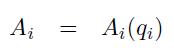 A_i = A_i(q_i)